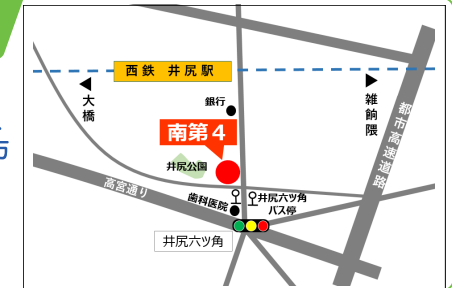 西鉄 井尻駅
大橋
雑餉隈
銀行
南第4
都市高速道路
井尻公園
高宮通り
歯科医院
井尻六ツ角
バス停
井尻六ツ角